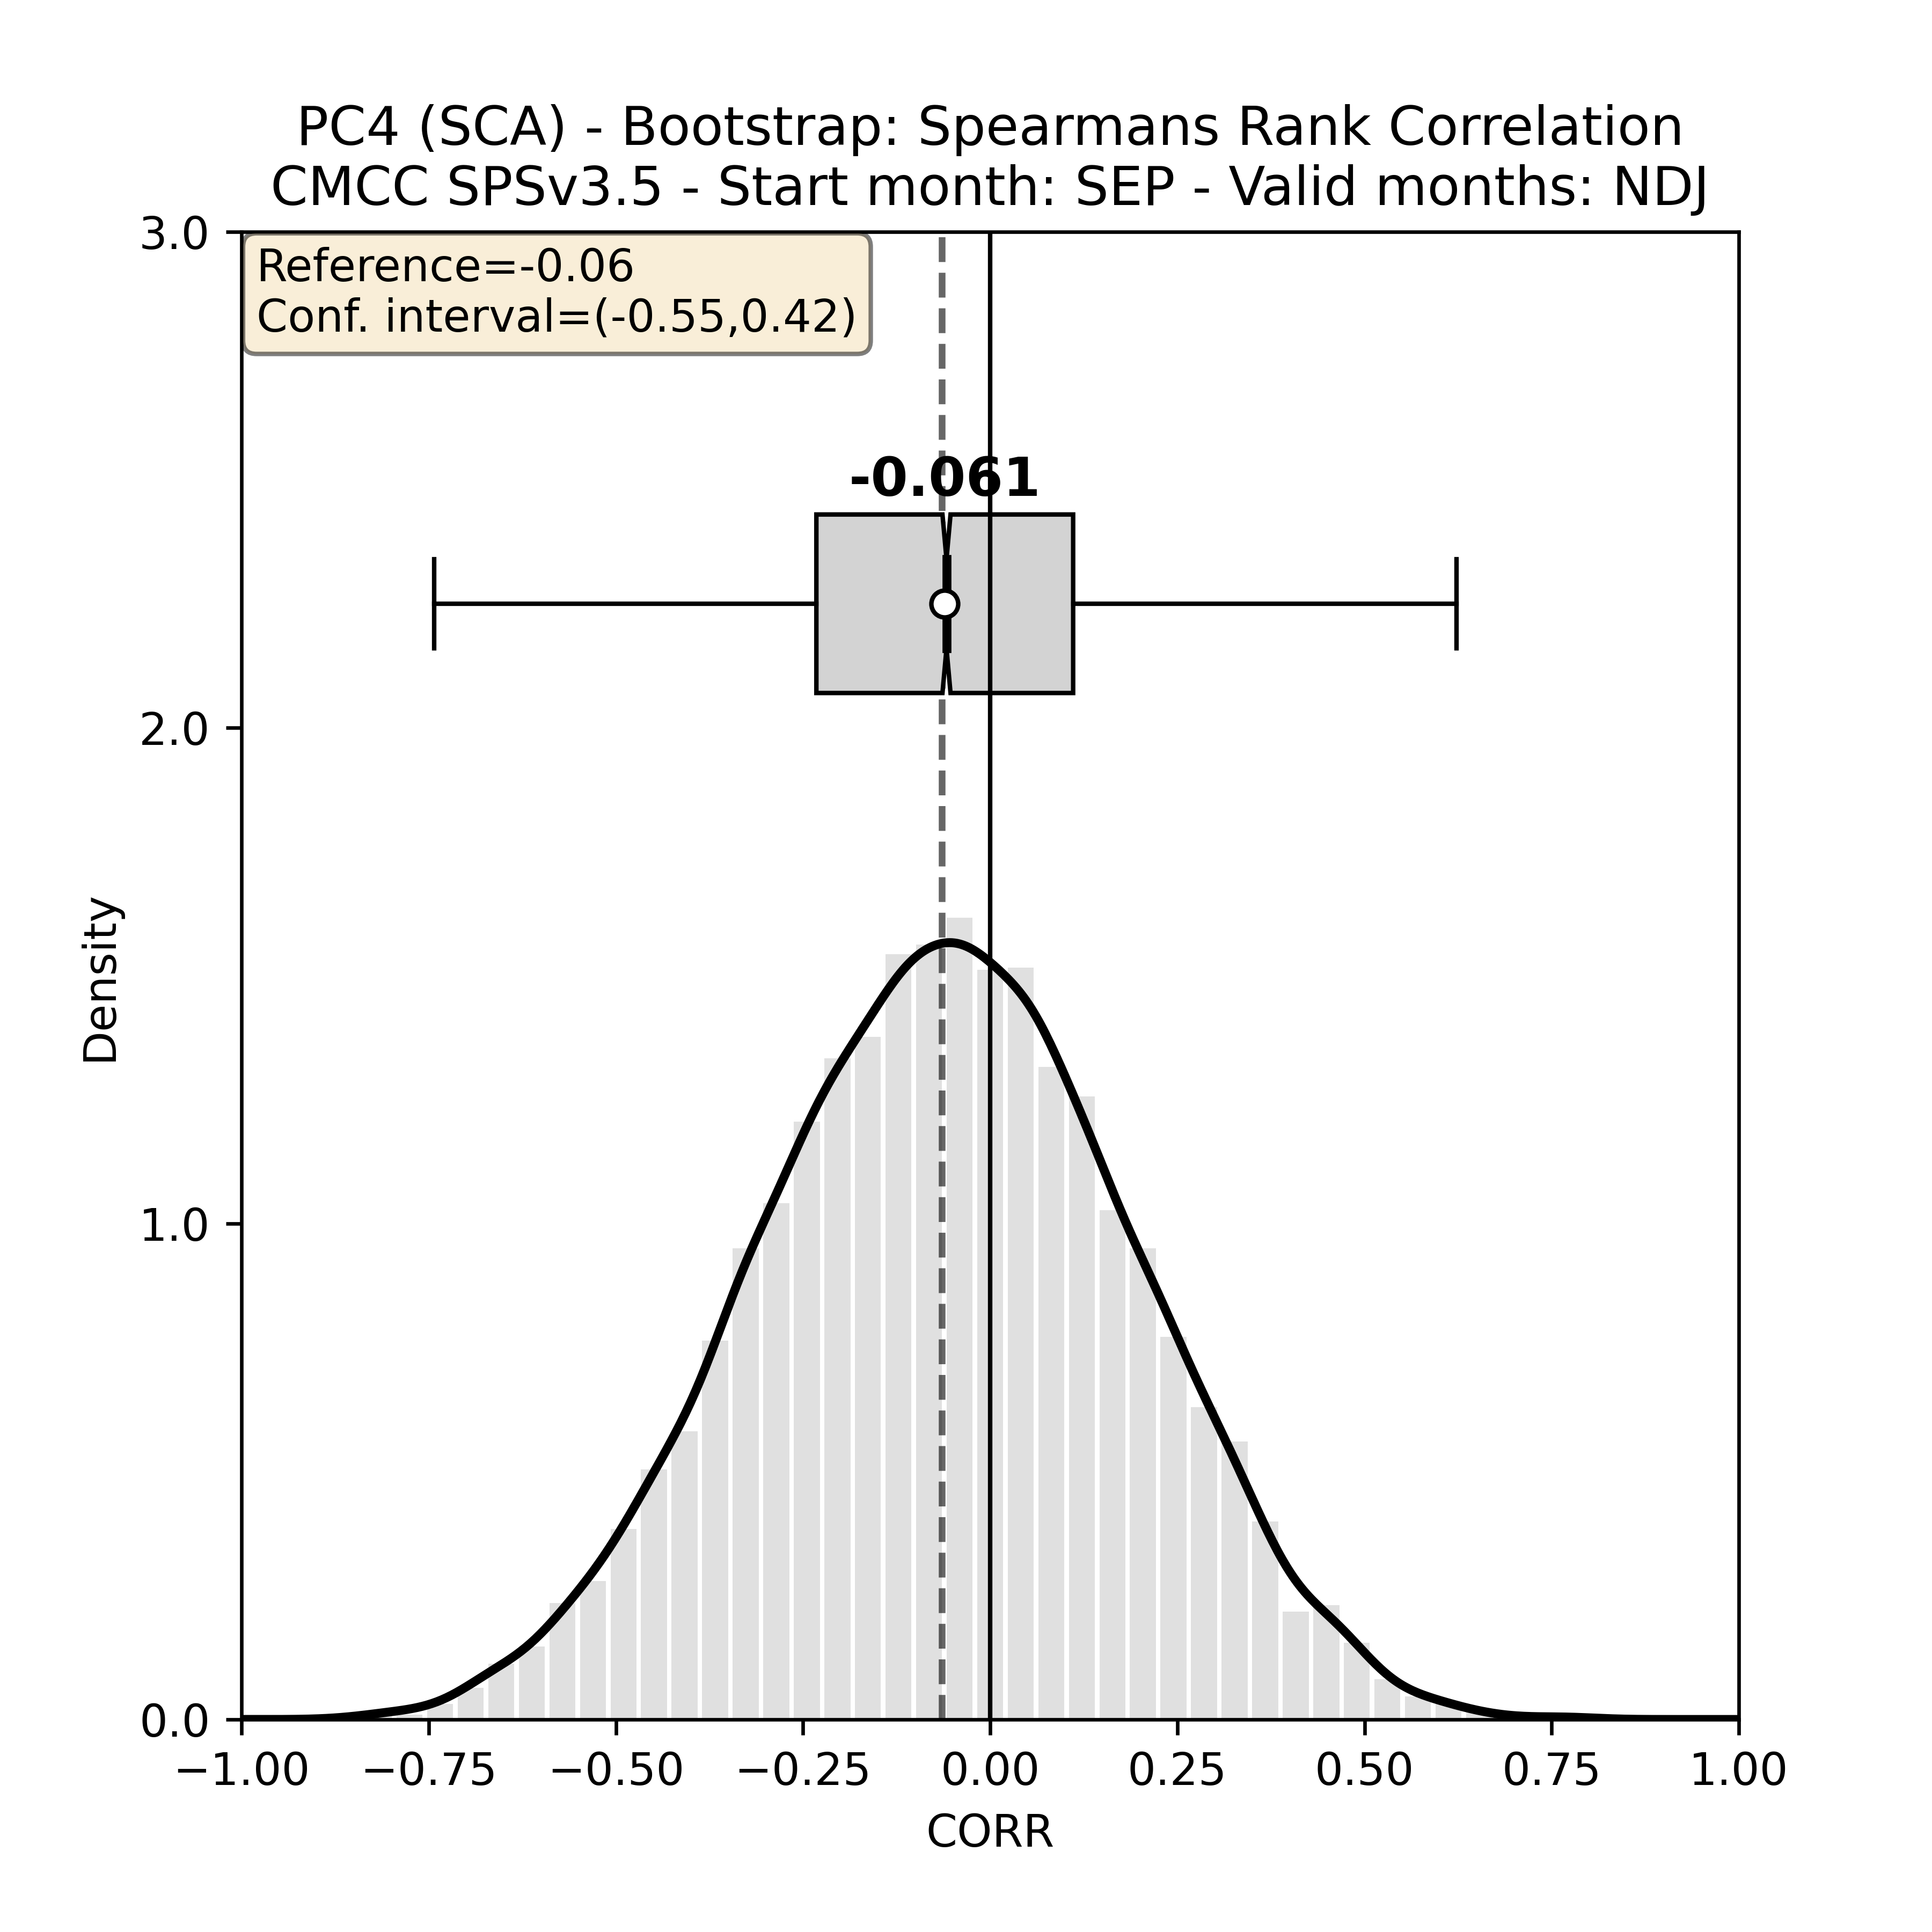 PC4 (SCA) - Bootstrap: Spearmans Rank Correlation
CMCC SPSv3.5 - Start month: SEP - Valid months: NDJ
3.0
Reference=-0.06
Conf. interval=(-0.55,0.42)
-0.061
2.0
Density
1.0
0.0
−1.00 −0.75 −0.50 −0.25 0.00 0.25 0.50 0.75 1.00
CORR